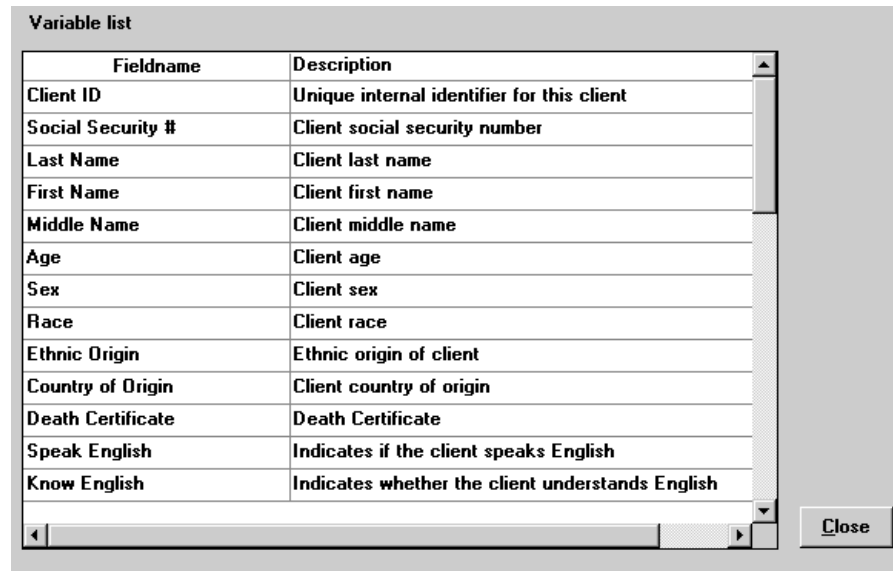 Variable list
Fieldname Description
Client ID Unique internal identifier for this client
Social Security # Client social security number
Last Name Client last name
First Name Client first name
Middle Name Client middle name
Age Client age
Sex Client sex
Race Client race
Ethnic Origin Ethnic origin of client
Country of Origin Client country of origin
Death Certificate Death Certificate
Speak English Indicates if the client speaks English
Know English Indicates whether the client understands English
Close